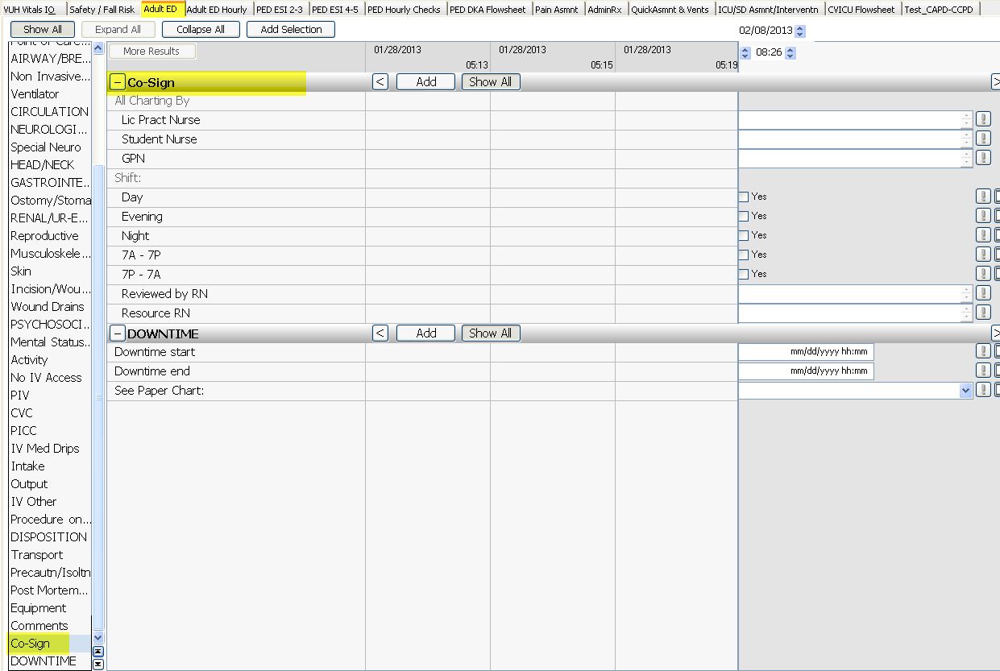 VUH Vitals IO Safety / Fall Risk Adult ED Adult ED Hourly PED ESI 2-3 PED ESI 4-5 PED Hourly Checks PED DKA Flowsheet Pain Asmnt AdminRx QuickAsmnt & Vents ICU/SD Asmnt/Interventn CVICU Flowsheet Test_CAPD-CCPD
Show All Expand All Collapse All Add Selection 02/08/2013
08:26
More Results 01/28/2013 01/28/2013 01/28/2013
05:13 05:15 05:19
Point of Care...
AIRWAY/BRE...
Non Invasive...
Ventilator
CIRCULATION
NEUROLOGI...
Special Neuro
HEAD/NECK
GASTROINTE...
Ostomy/Stoma
RENAL/UR-E...
Reproductive
Musculoskele...
Skin
Incision/Wou...
Wound Drains
PSYCHOSOCI...
Mental Status...
Activity
No IV Access
PIV
CVC
PICC
IV Med Drips
Intake
Output
IV Other
Procedure on...
DISPOSITION
Transport
Precautn/Isoltn
Post Mortem...
Equipment
Comments
Co-Sign
DOWNTIME
− Co-Sign < Add Show All >
All Charting By
Lic Pract Nurse
Student Nurse
GPN
Shift:
Day Yes
Evening Yes
Night Yes
7A - 7P Yes
7P - 7A Yes
Reviewed by RN
Resource RN
− DOWNTIME < Add Show All >
Downtime start mm/dd/yyyy hh:mm
Downtime end mm/dd/yyyy hh:mm
See Paper Chart: